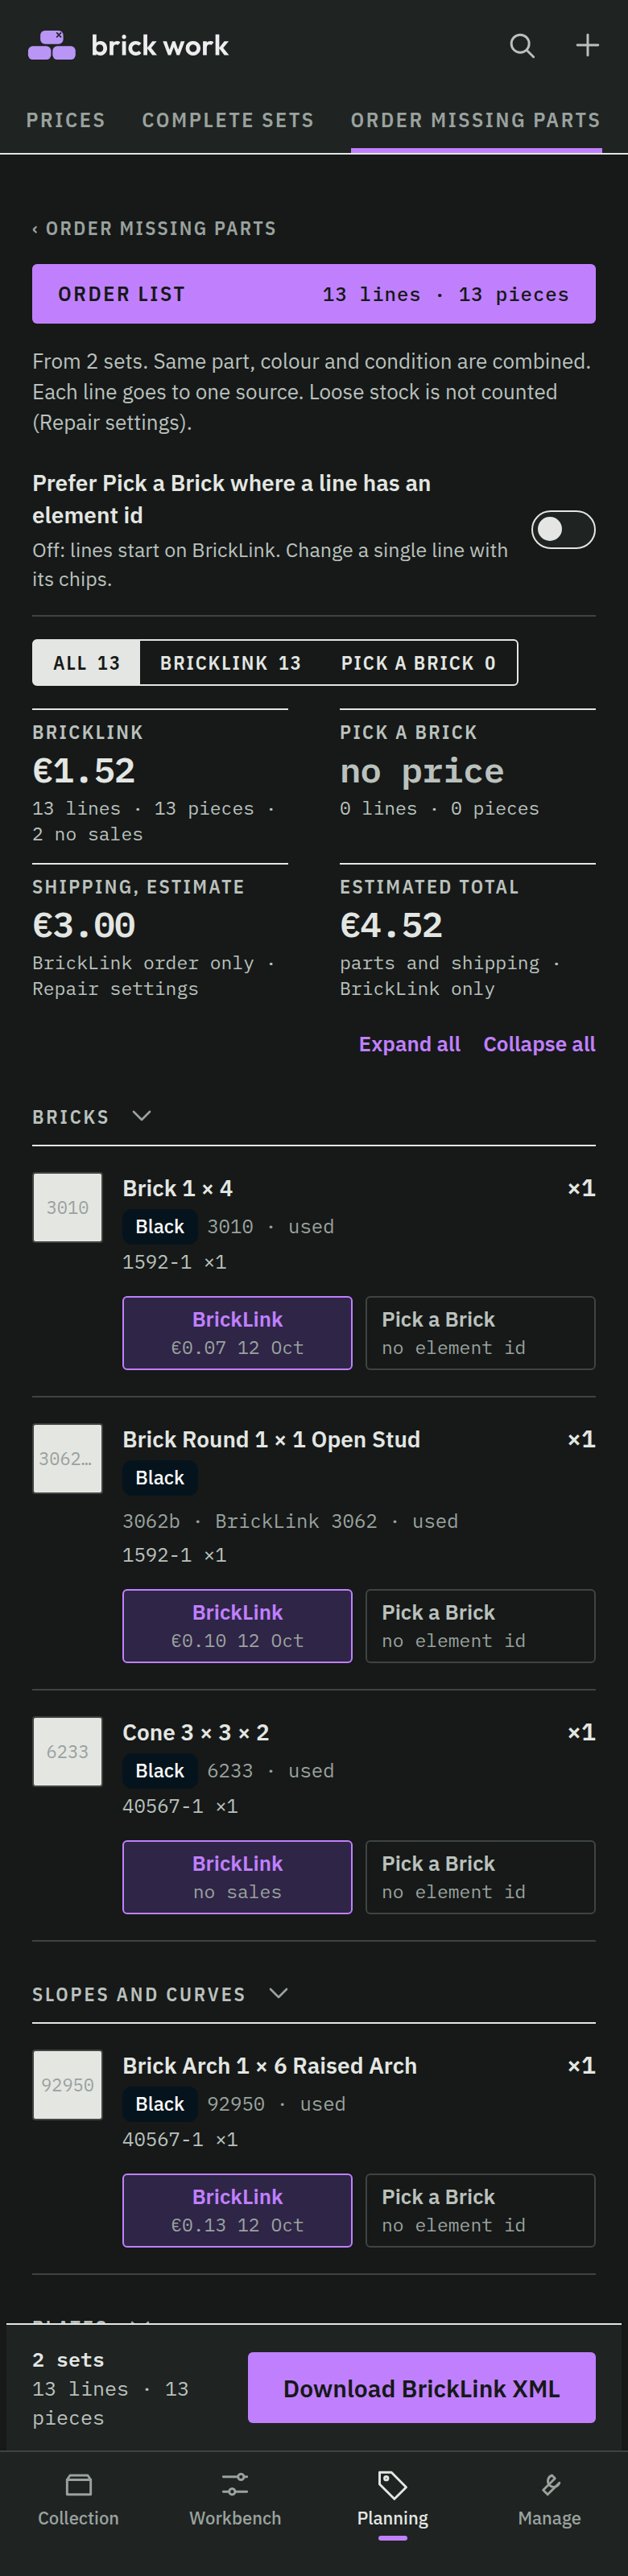 brick work
PRICES COMPLETE SETS ORDER MISSING PARTS
‹ ORDER MISSING PARTS
ORDER LIST 13 lines · 13 pieces
From 2 sets. Same part, colour and condition are combined.
Each line goes to one source. Loose stock is not counted
(Repair settings).
Prefer Pick a Brick where a line has an
element id
Off: lines start on BrickLink. Change a single line with
its chips.
ALL 13 BRICKLINK 13 PICK A BRICK 0
BRICKLINK
€1.52
13 lines · 13 pieces ·
2 no sales
PICK A BRICK
no price
0 lines · 0 pieces
SHIPPING, ESTIMATE
€3.00
BrickLink order only ·
Repair settings
ESTIMATED TOTAL
€4.52
parts and shipping ·
BrickLink only
Expand all Collapse all
BRICKS
3010
Brick 1 × 4 ×1
Black 3010 · used
1592-1 ×1
BrickLink
€0.07 12 Oct
Pick a Brick
no element id
3062…
Brick Round 1 × 1 Open Stud ×1
Black
3062b · BrickLink 3062 · used
1592-1 ×1
BrickLink
€0.10 12 Oct
Pick a Brick
no element id
6233
Cone 3 × 3 × 2 ×1
Black 6233 · used
40567-1 ×1
BrickLink
no sales
Pick a Brick
no element id
SLOPES AND CURVES
92950
Brick Arch 1 × 6 Raised Arch ×1
Black 92950 · used
40567-1 ×1
BrickLink
€0.13 12 Oct
Pick a Brick
no element id
2 sets
13 lines · 13
pieces
Download BrickLink XML
Collection Workbench Planning Manage